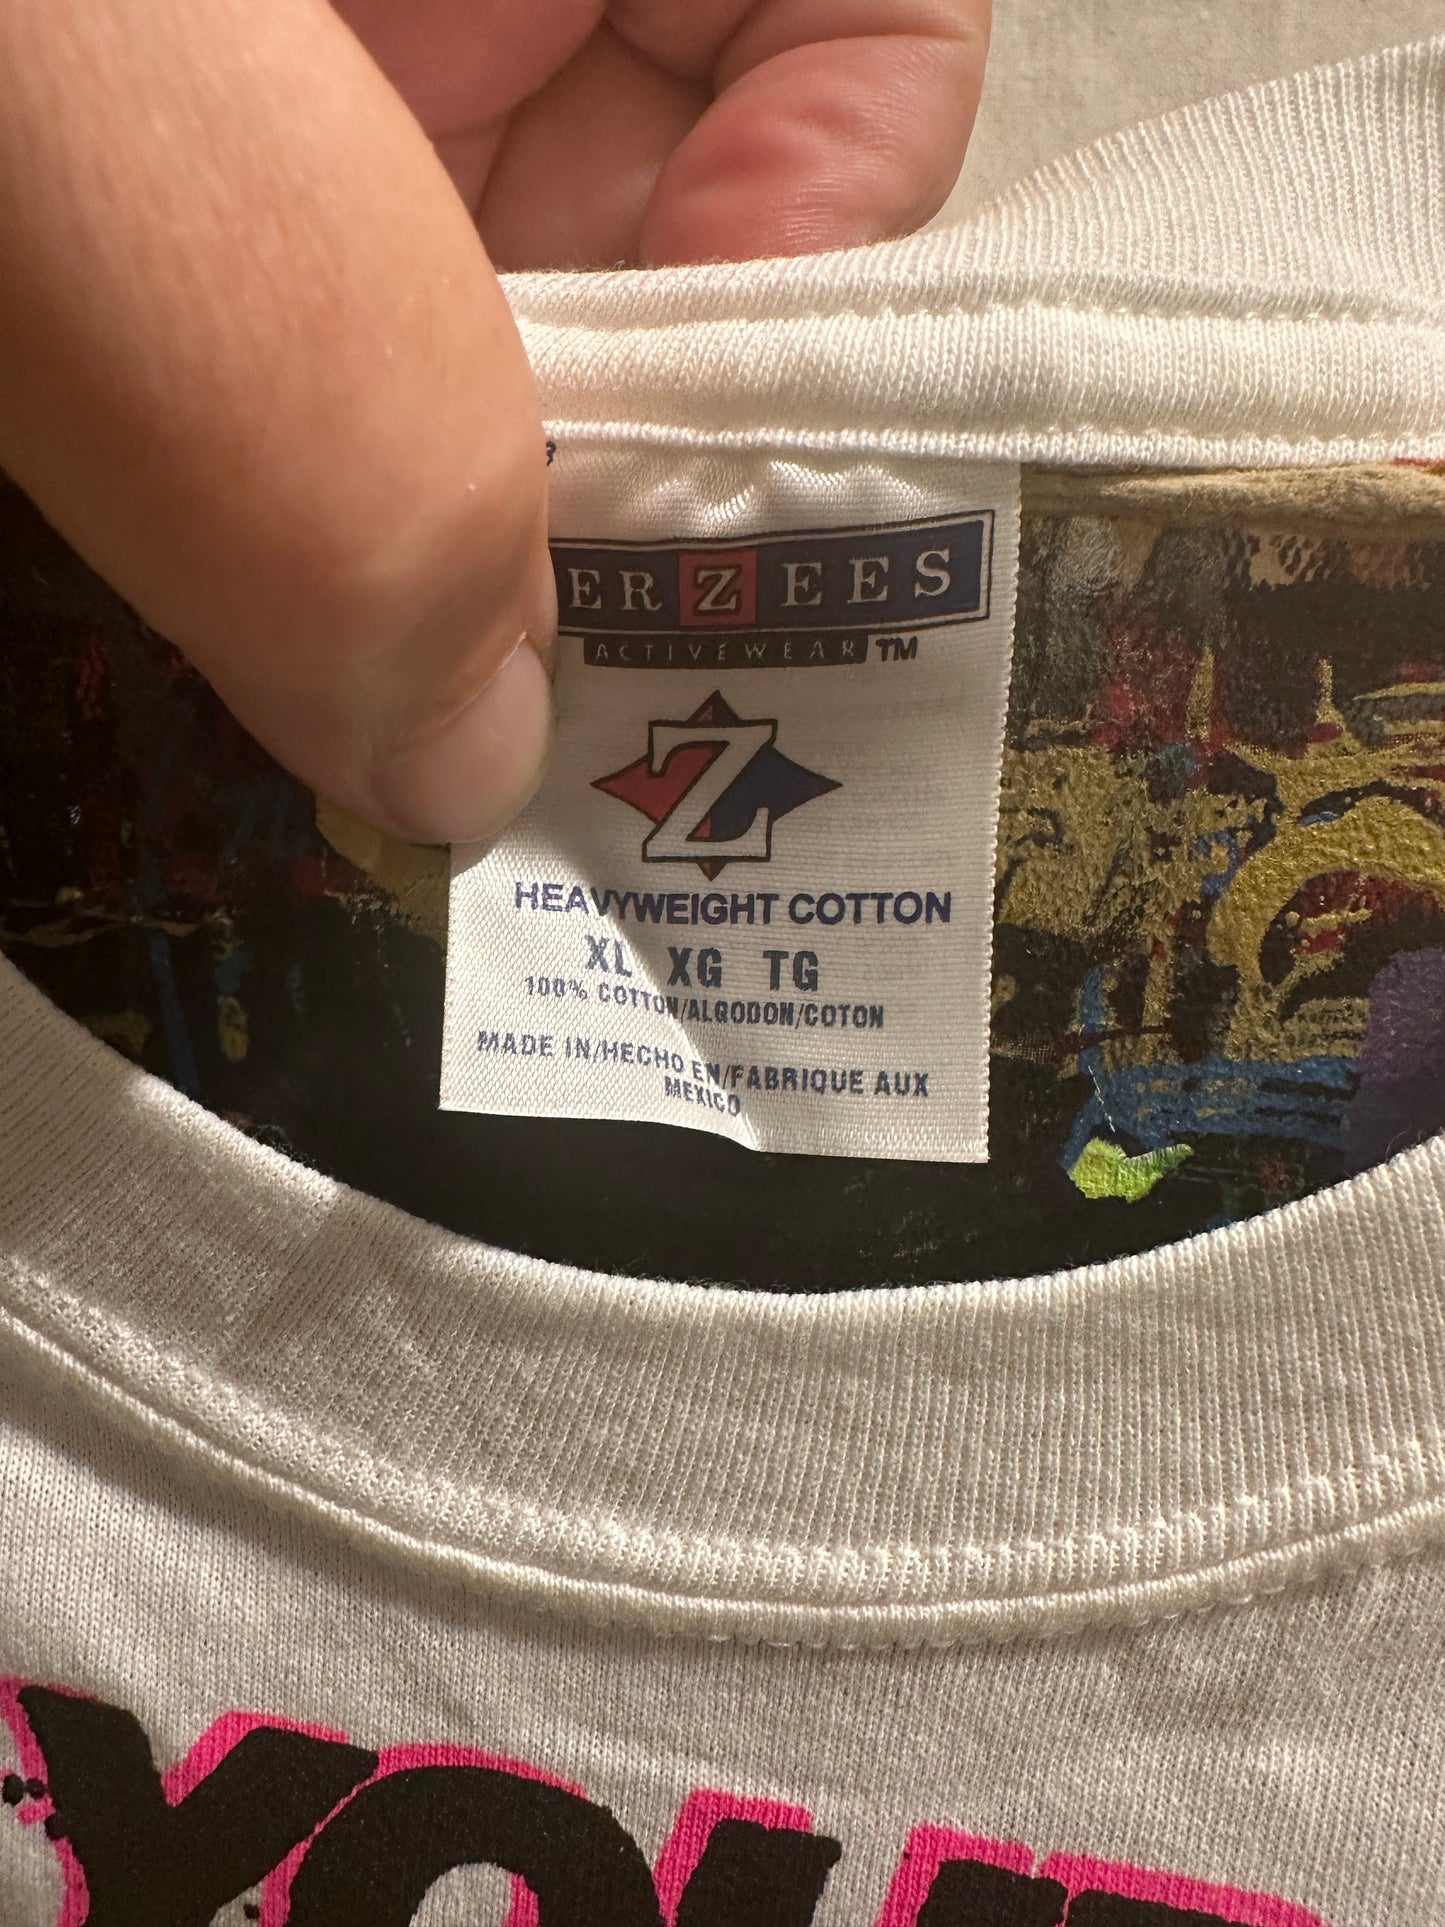 ERZEES
ACTIVEWEAR TM
Z
HEAVYWEIGHT COTTON
XL XG TG
100% COTTON/ALGODON/COTON
MADE IN/HECHO EN/FABRIQUE AUX
MEXICO
YOUR